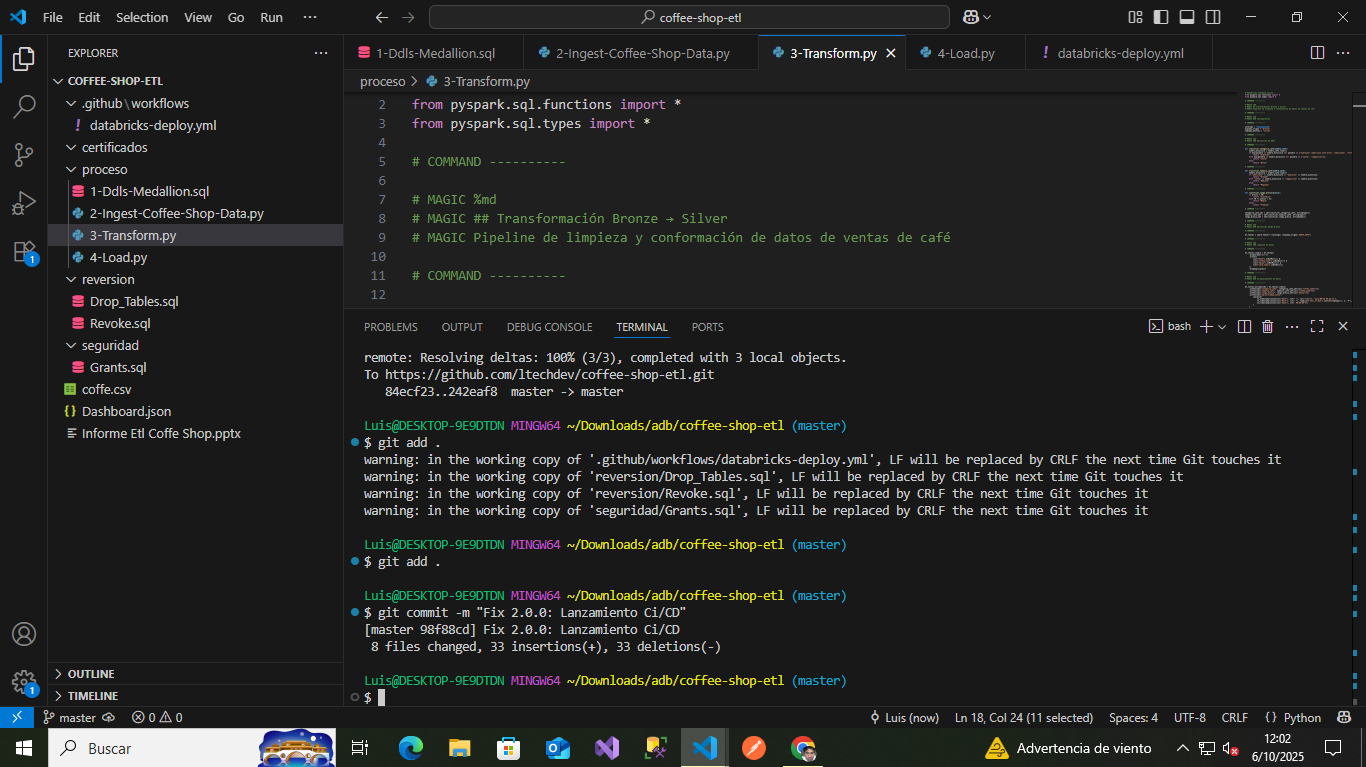 File Edit Selection View Go Run ···
coffee-shop-etl
EXPLORER
COFFEE-SHOP-ETL
.github\workflows
databricks-deploy.yml
certificados
proceso
1-Ddls-Medallion.sql
2-Ingest-Coffee-Shop-Data.py
3-Transform.py
4-Load.py
reversion
Drop_Tables.sql
Revoke.sql
seguridad
Grants.sql
coffe.csv
Dashboard.json
Informe Etl Coffe Shop.pptx
OUTLINE
TIMELINE
1
1
1-Ddls-Medallion.sql 2-Ingest-Coffee-Shop-Data.py 3-Transform.py 4-Load.py databricks-deploy.yml
proceso > 3-Transform.py
2 from pyspark.sql.functions import *
3 from pyspark.sql.types import *
4
5 # COMMAND ----------
6
7 # MAGIC %md
8 # MAGIC ## Transformación Bronze → Silver
9 # MAGIC Pipeline de limpieza y conformación de datos de ventas de café
10
11 # COMMAND ----------
12
PROBLEMS OUTPUT DEBUG CONSOLE TERMINAL PORTS
bash
remote: Resolving deltas: 100% (3/3), completed with 3 local objects.
To https://github.com/ltechdev/coffee-shop-etl.git
84ecf23..242eaf8 master -> master
Luis@DESKTOP-9E9DTDN MINGW64 ~/Downloads/adb/coffee-shop-etl (master)
$ git add .
warning: in the working copy of '.github/workflows/databricks-deploy.yml', LF will be replaced by CRLF the next time Git touches it
warning: in the working copy of 'reversion/Drop_Tables.sql', LF will be replaced by CRLF the next time Git touches it
warning: in the working copy of 'reversion/Revoke.sql', LF will be replaced by CRLF the next time Git touches it
warning: in the working copy of 'seguridad/Grants.sql', LF will be replaced by CRLF the next time Git touches it
Luis@DESKTOP-9E9DTDN MINGW64 ~/Downloads/adb/coffee-shop-etl (master)
$ git add .
Luis@DESKTOP-9E9DTDN MINGW64 ~/Downloads/adb/coffee-shop-etl (master)
$ git commit -m "Fix 2.0.0: Lanzamiento Ci/CD"
[master 98f88cd] Fix 2.0.0: Lanzamiento Ci/CD
8 files changed, 33 insertions(+), 33 deletions(-)
Luis@DESKTOP-9E9DTDN MINGW64 ~/Downloads/adb/coffee-shop-etl (master)
$
master 0 0 Luis (now) Ln 18, Col 24 (11 selected) Spaces: 4 UTF-8 CRLF {} Python
Buscar
Advertencia de viento
12:02
6/10/2025